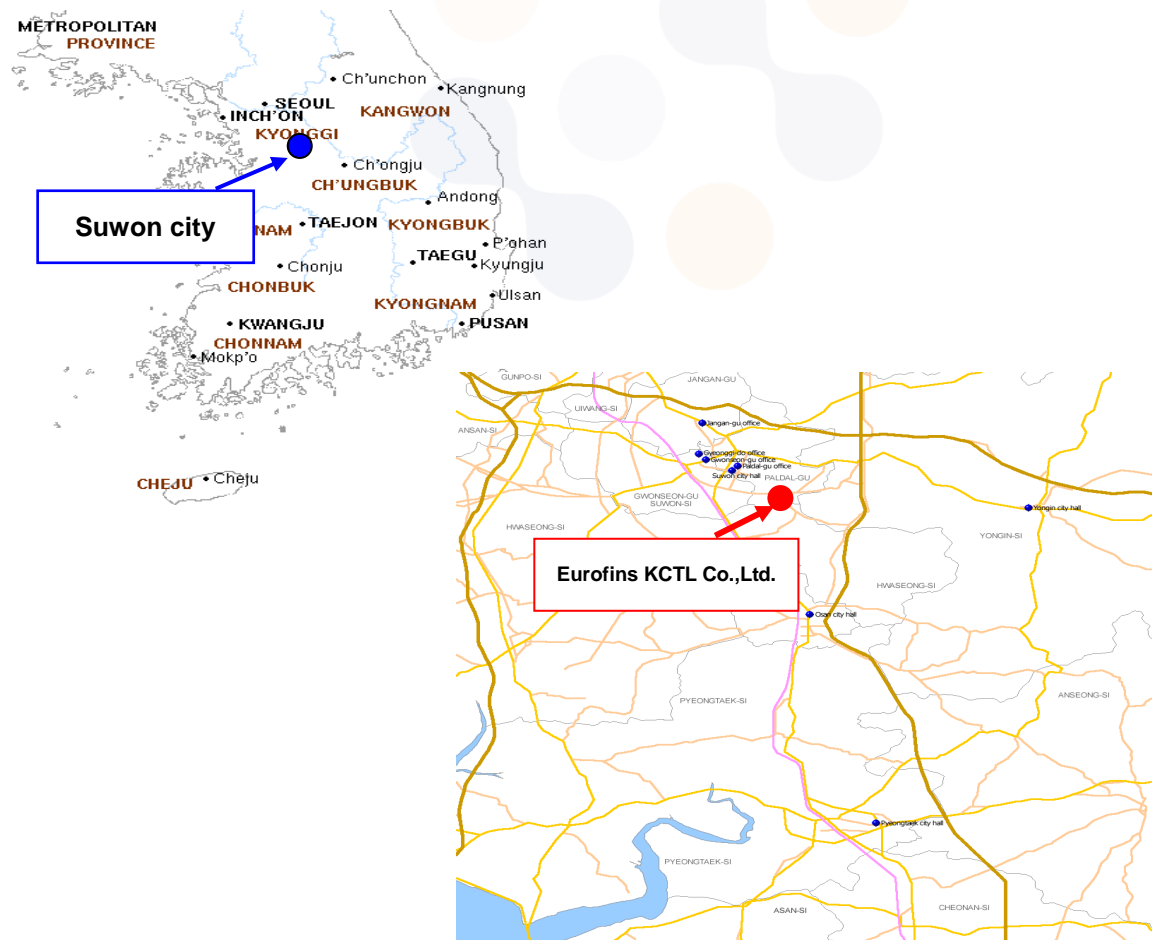 METROPOLITAN
PROVINCE
Ch'unchon
Kangnung
SEOUL
INCH'ON
KANGWON
KYONGGI
Ch'ongju
CH'UNGBUK
Andong
Suwon city
NAM
TAEJON
KYONGBUK
P'ohan
TAEGU
Kyungju
Chonju
CHONBUK
Ulsan
KYONGNAM
KWANGJU
PUSAN
CHONNAM
Mokp'o
CHEJU
Cheju
GUNPO-SI
JANGAN-GU
UIWANG-SI
Jangan-gu office
ANSAN-SI
Gyeonggi-do office
Gwonseon-gu office
Paldal-gu office
Suwon city hall
PALDAL-GU
GWONSEON-GU
SUWON-SI
Yongin city hall
HWASEONG-SI
YONGIN-SI
Eurofins KCTL Co.,Ltd.
HWASEONG-SI
Osan city hall
ANSEONG-SI
PYEONGTAEK-SI
Pyeongtaek city hall
PYEONGTAEK-SI
ASAN-SI
CHEONAN-SI